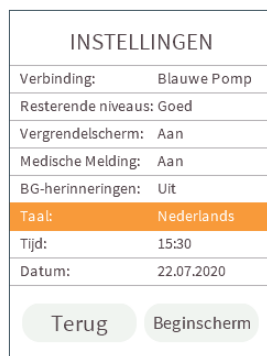 INSTELLINGEN
Verbinding: Blauwe Pomp
Resterende niveaus: Goed
Vergrendelscherm: Aan
Medische Melding: Aan
BG-herinneringen: Uit
Taal: Nederlands
Tijd: 15:30
Datum: 22.07.2020
Terug Beginscherm